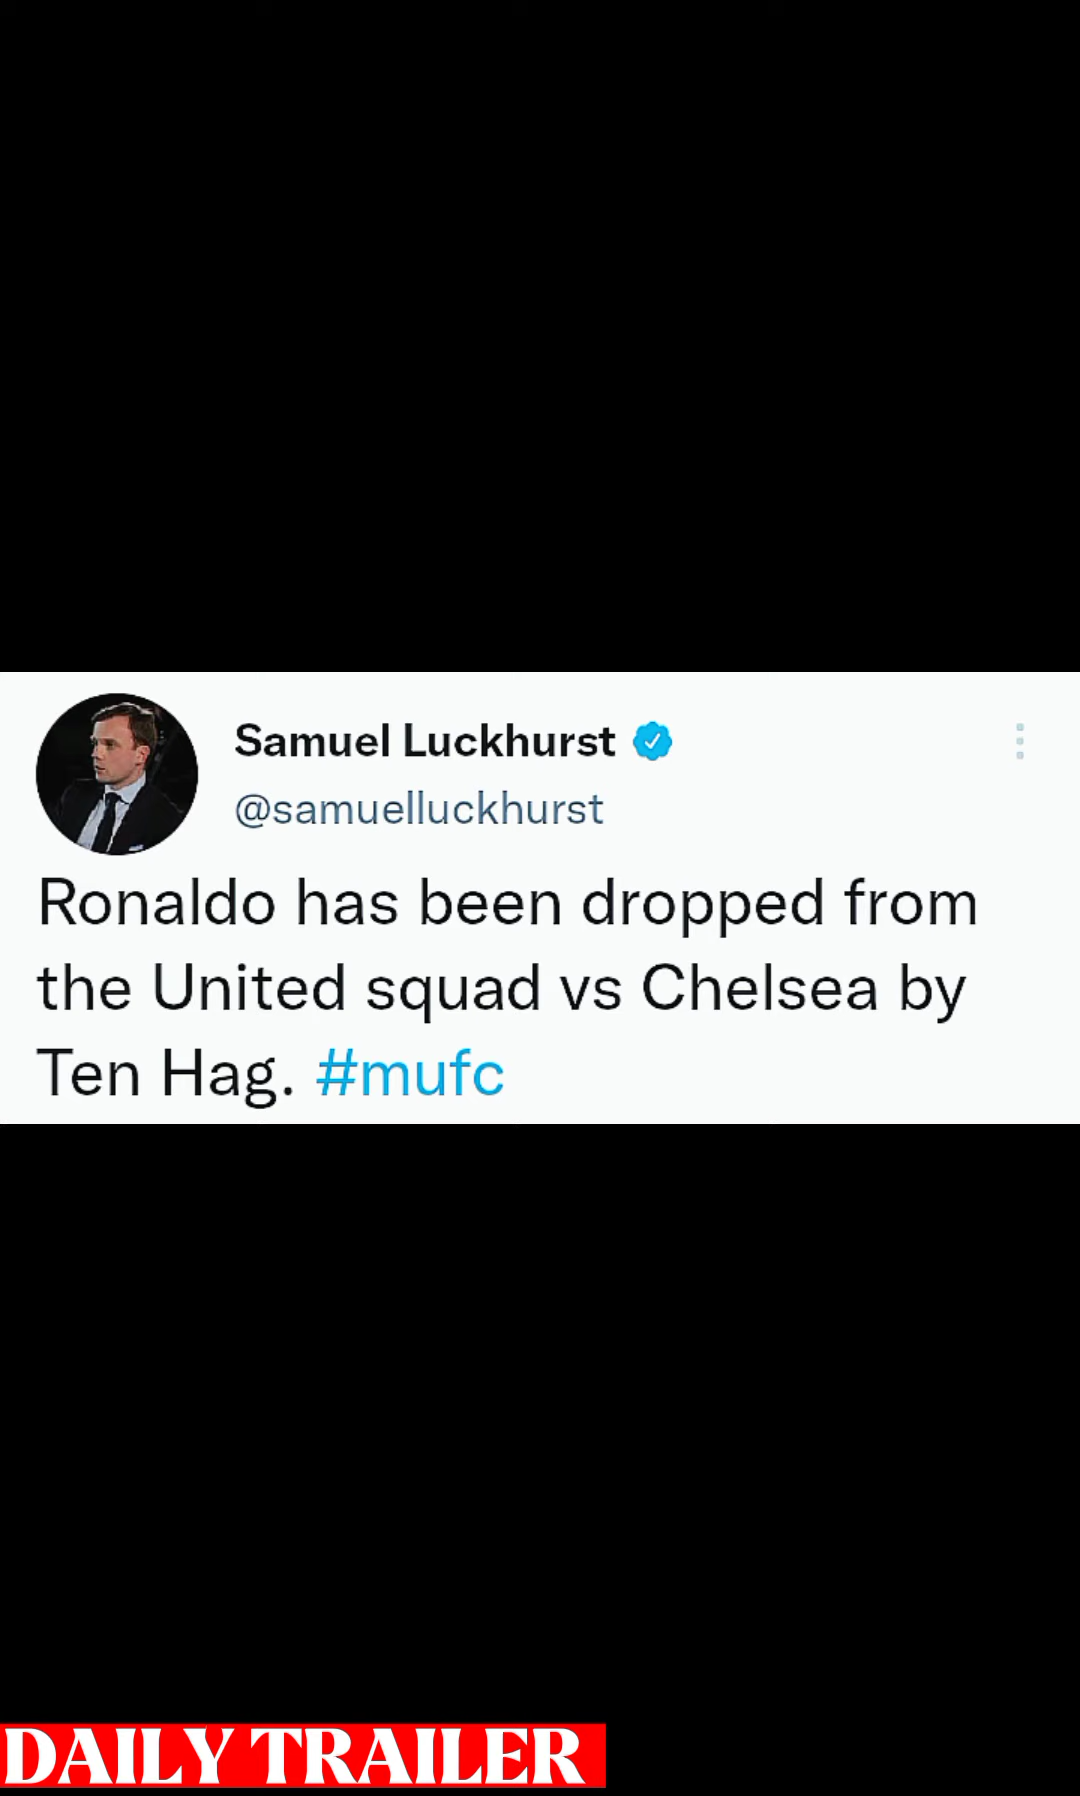 Samuel Luckhurst
@samuelluckhurst
Ronaldo has been dropped from
the United squad vs Chelsea by
Ten Hag. #mufc
DAILY TRAILER